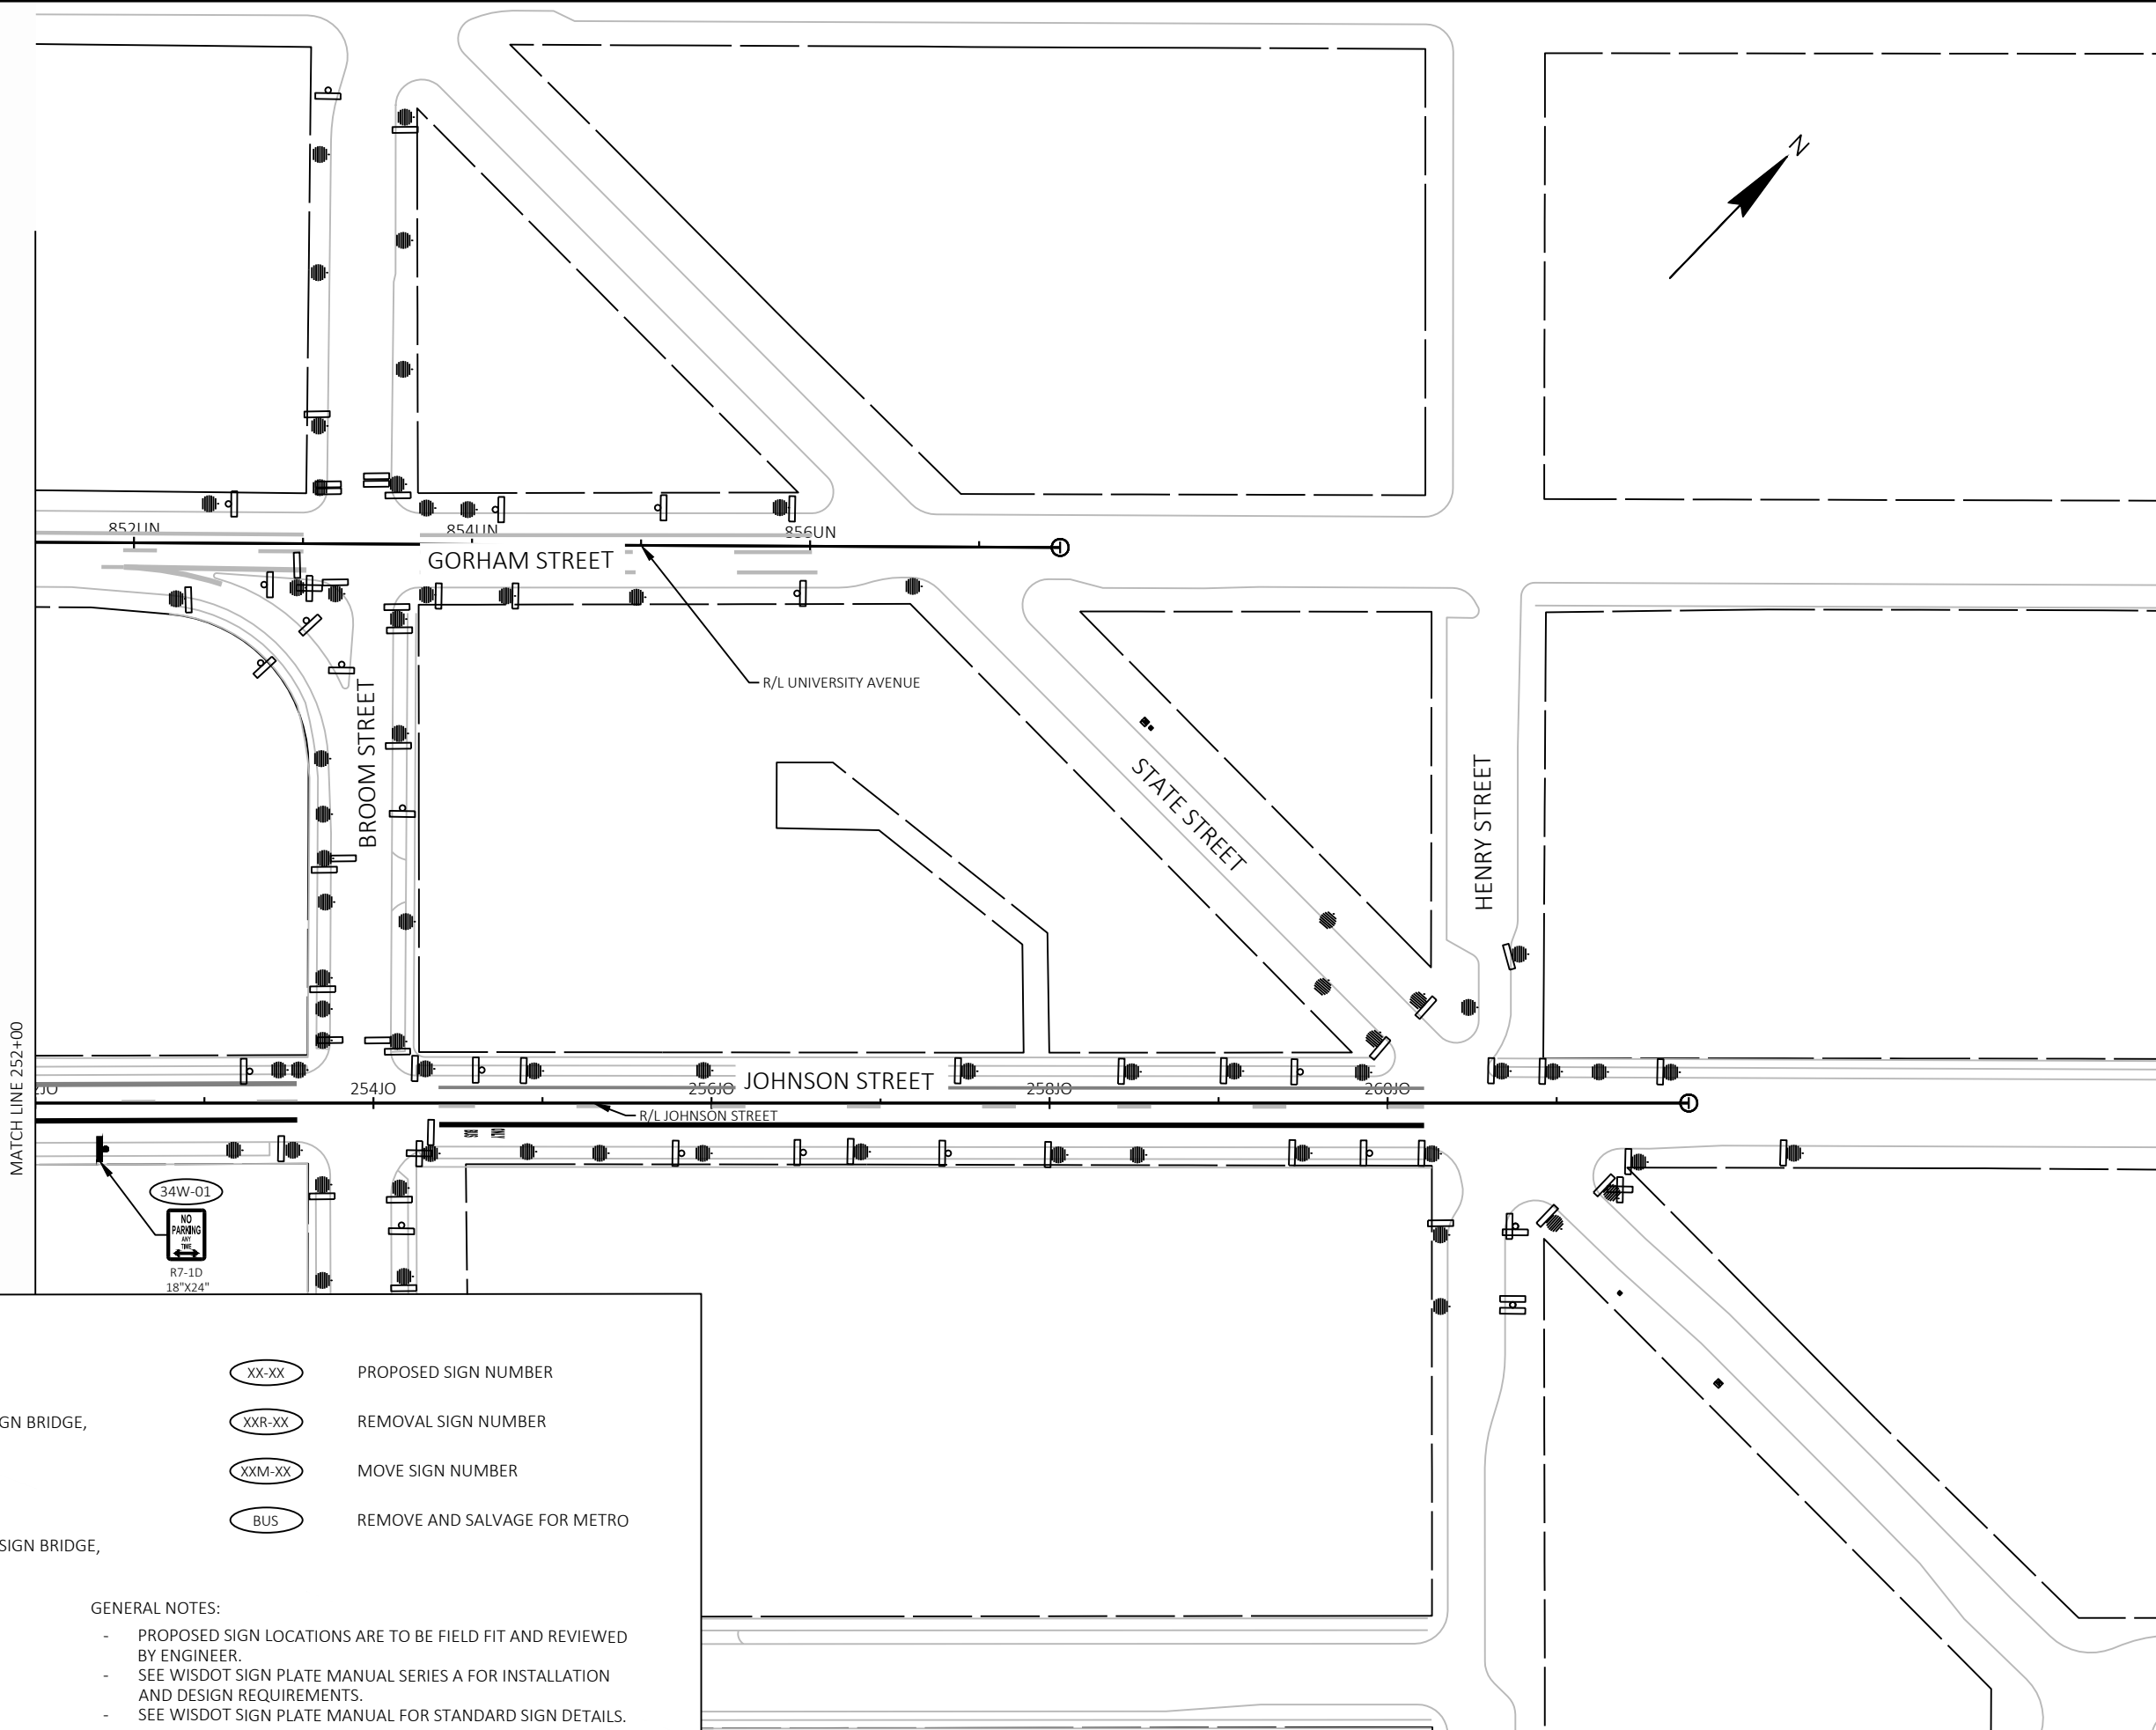 N
852UN
854UN
856UN
GORHAM STREET
R/L UNIVERSITY AVENUE
BROOM STREET
STATE STREET
HENRY STREET
MATCH LINE 252+00
254JO
256JO
JOHNSON STREET
258JO
260JO
R/L JOHNSON STREET
34W-01
NO
PARKING
ANY
TIME
R7-1D
18"X24"
XX-XX PROPOSED SIGN NUMBER
GN BRIDGE,
XXR-XX REMOVAL SIGN NUMBER
XXM-XX MOVE SIGN NUMBER
BUS REMOVE AND SALVAGE FOR METRO
SIGN BRIDGE,
GENERAL NOTES:
- PROPOSED SIGN LOCATIONS ARE TO BE FIELD FIT AND REVIEWED
BY ENGINEER.
- SEE WISDOT SIGN PLATE MANUAL SERIES A FOR INSTALLATION
AND DESIGN REQUIREMENTS.
- SEE WISDOT SIGN PLATE MANUAL FOR STANDARD SIGN DETAILS.